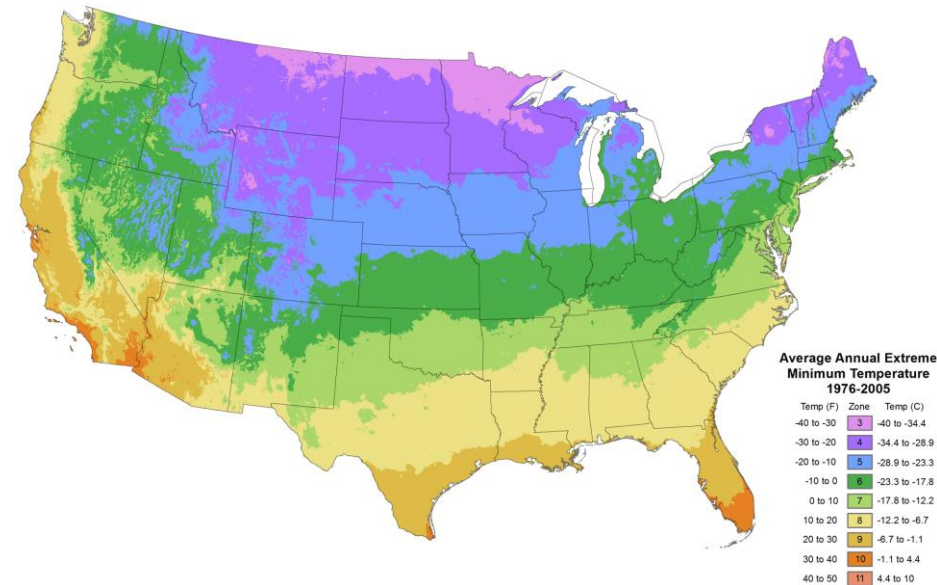 Average Annual Extreme
Minimum Temperature
1976-2005
Temp (F) Zone Temp (C)
-40 to -30 3 -40 to -34.4
-30 to -20 4 -34.4 to -28.9
-20 to -10 5 -28.9 to -23.3
-10 to 0 6 -23.3 to -17.8
0 to 10 7 -17.8 to -12.2
10 to 20 8 -12.2 to -6.7
20 to 30 9 -6.7 to -1.1
30 to 40 10 -1.1 to 4.4
40 to 50 11 4.4 to 10